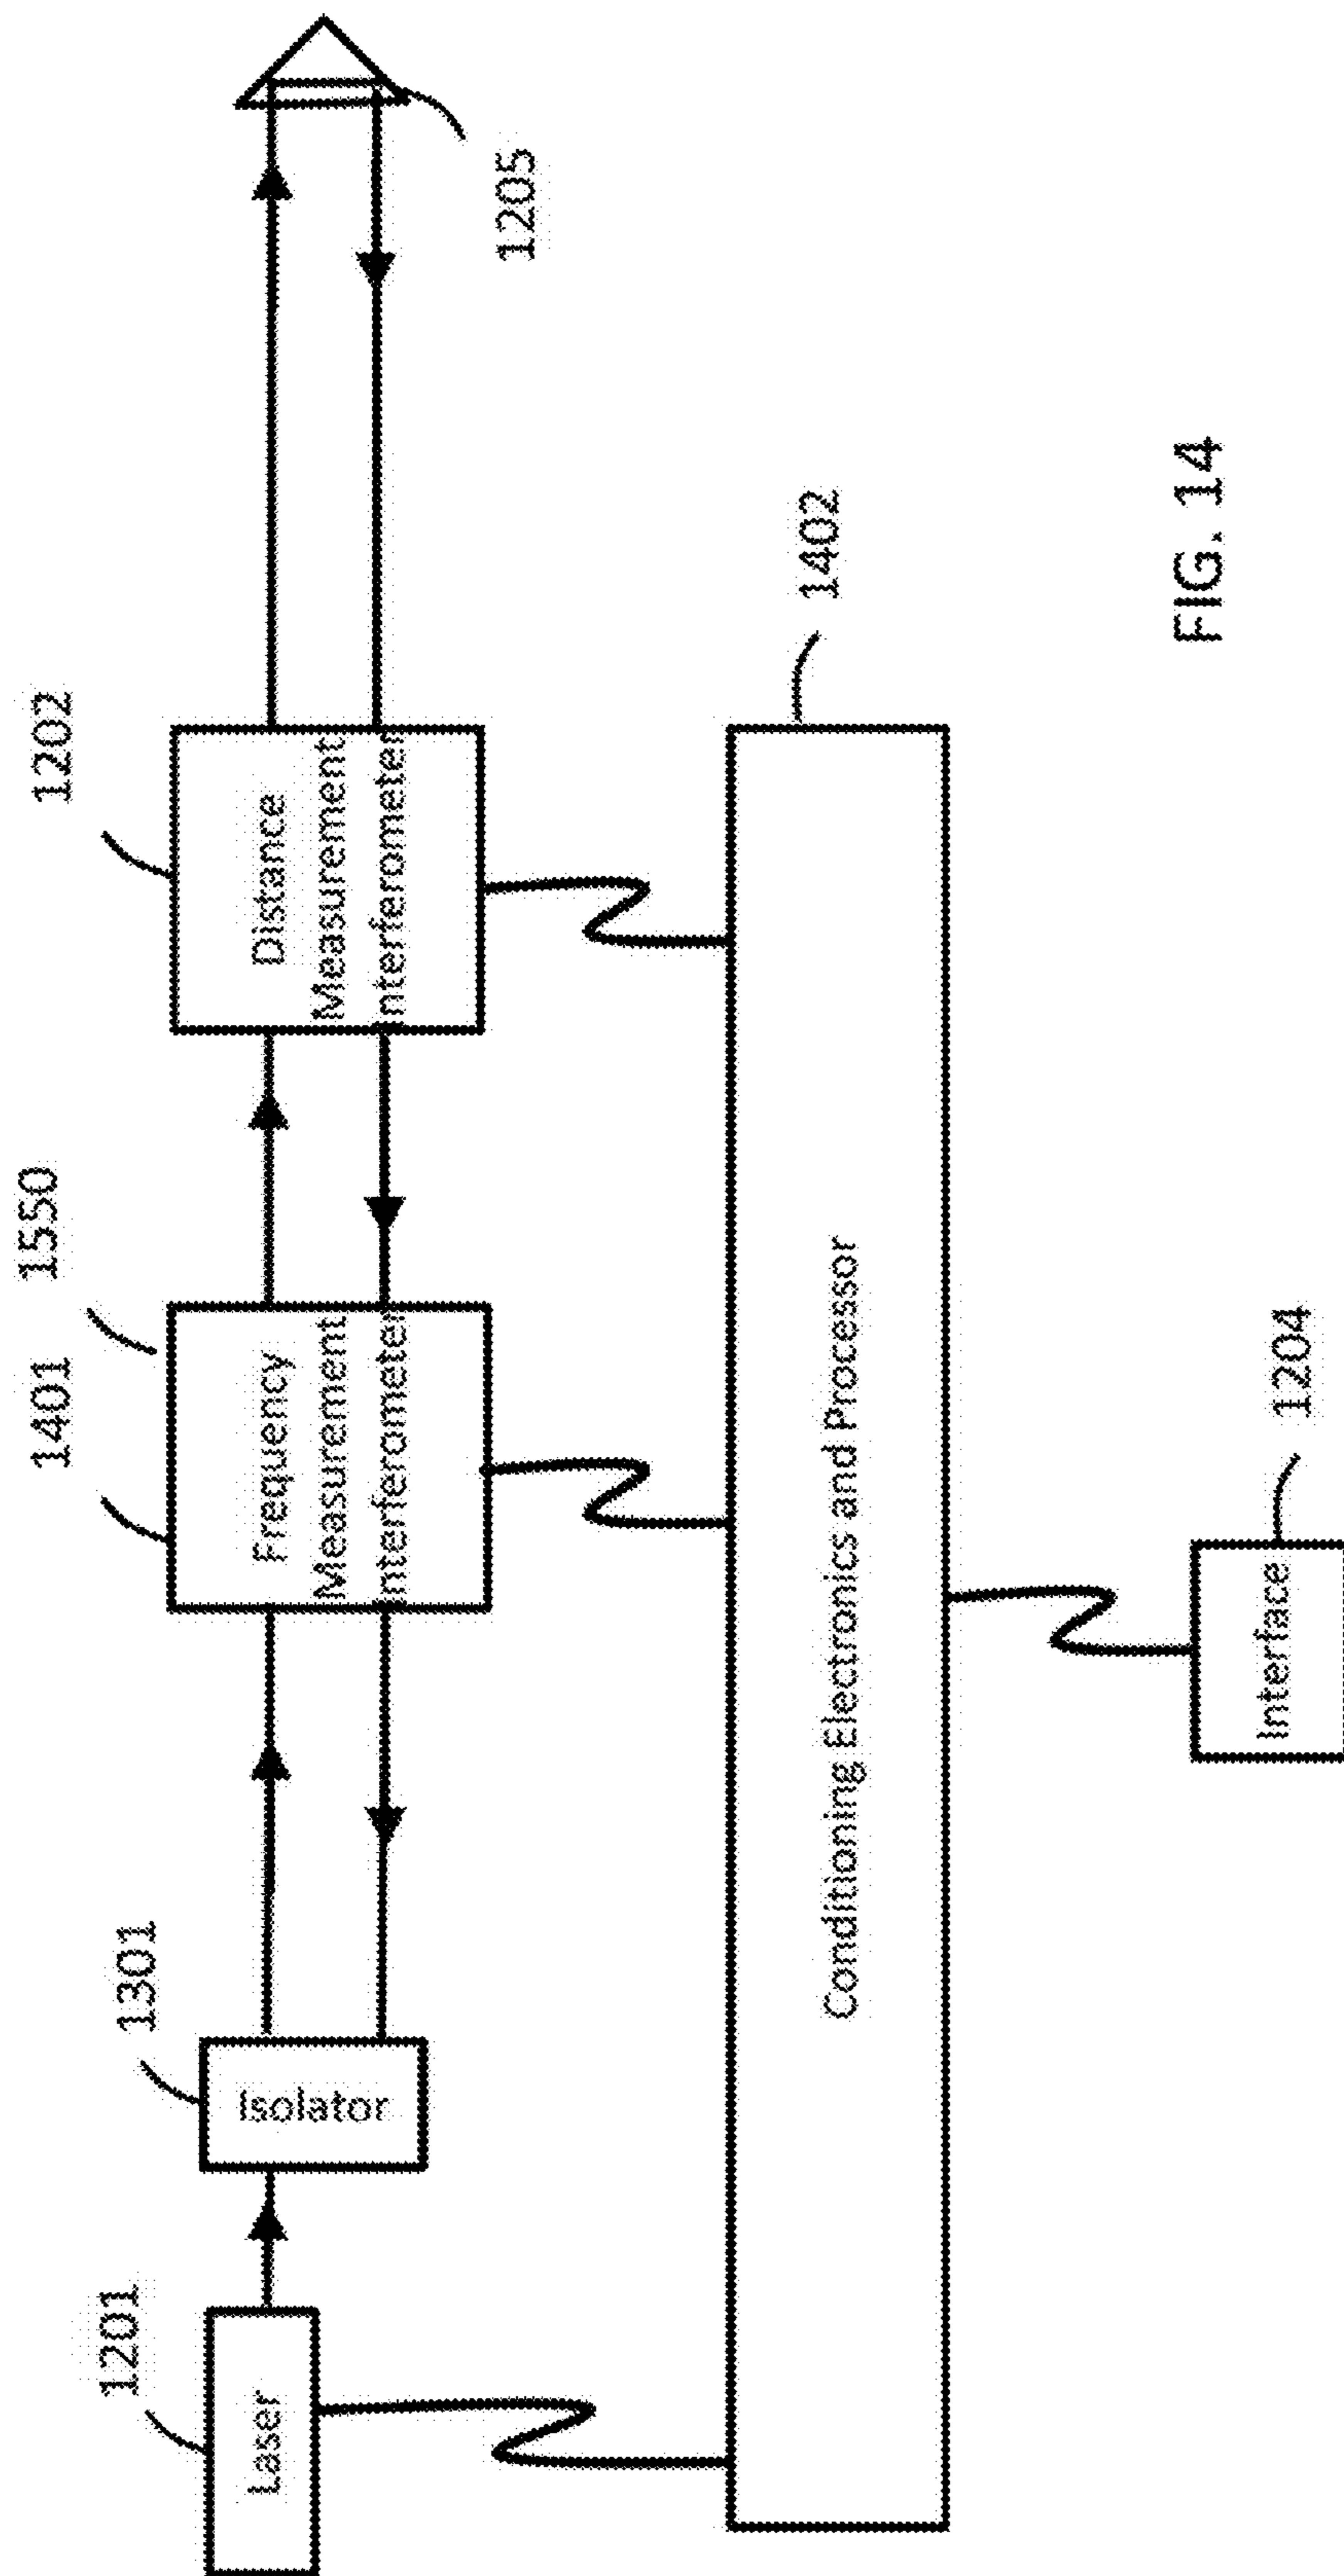 1201
Laser
1301
Isolator
1401
1550
Frequency
Measurement
Interferometer
1202
Distance
Measurement
Interferometer
1205
1402
Conditioning Electronics and Processor
1204
Interface
FIG. 14